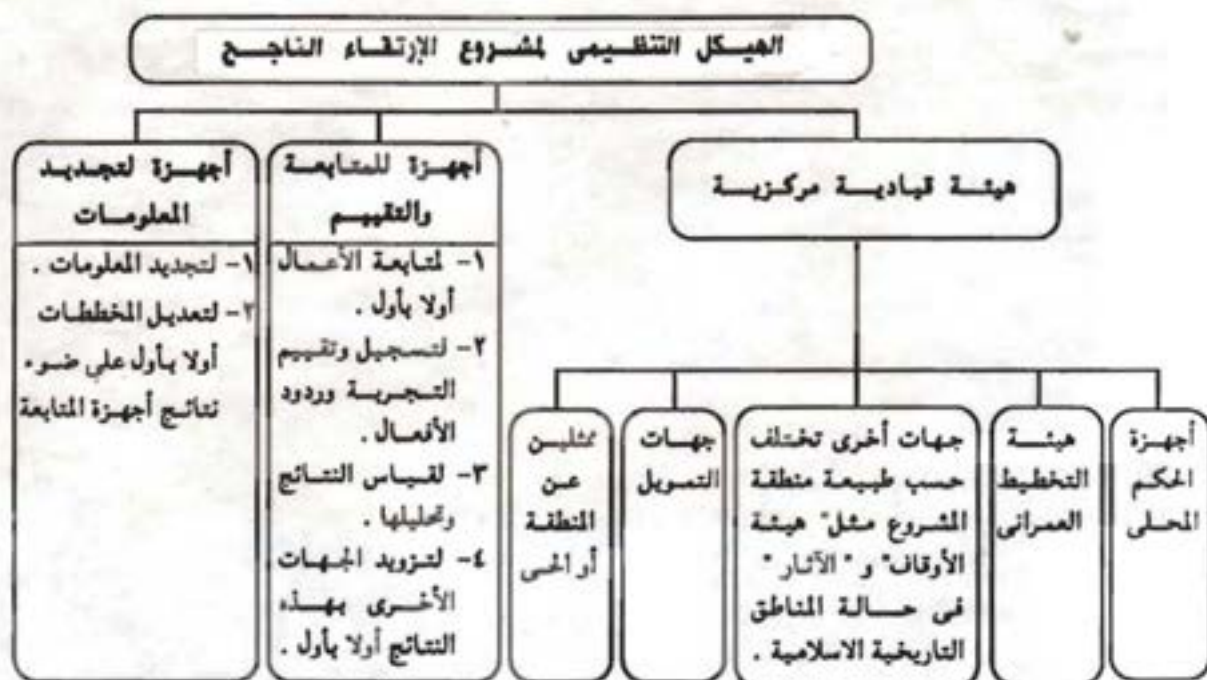 الهيكل التنظيمى لمشروع الإرتقاء الناجح
هيئة قيادية مركزية
أجهزة
الحكم
المحلى
هيئة
التخطيط
العمرانى
جهات أخرى تختلف
حسب طبيعة منطقة
المشروع مثل" هيئة
الأوقاف" و " الآثار "
فى حالة المناطق
التاريخية الاسلامية .
جهات
التمويل
ممثلين
عن
المنطقة
أو الحى
أجهزة للمتابعة
والتقييم
١- لمتابعة الأعمال
أولا بأول .
٢- لتسجيل وتقييم
التجربة وردود
الأفعال .
٣- لقياس النتائج
وتحليلها .
٤- لتزويد الجهات
الأخرى بهذه
النتائج أولا بأول .
أجهزة لتجديد
المعلومات
١- لتجديد المعلومات .
٢- لتعديل المخططات
أولا بأول على ضوء
نتائج أجهزة المتابعة